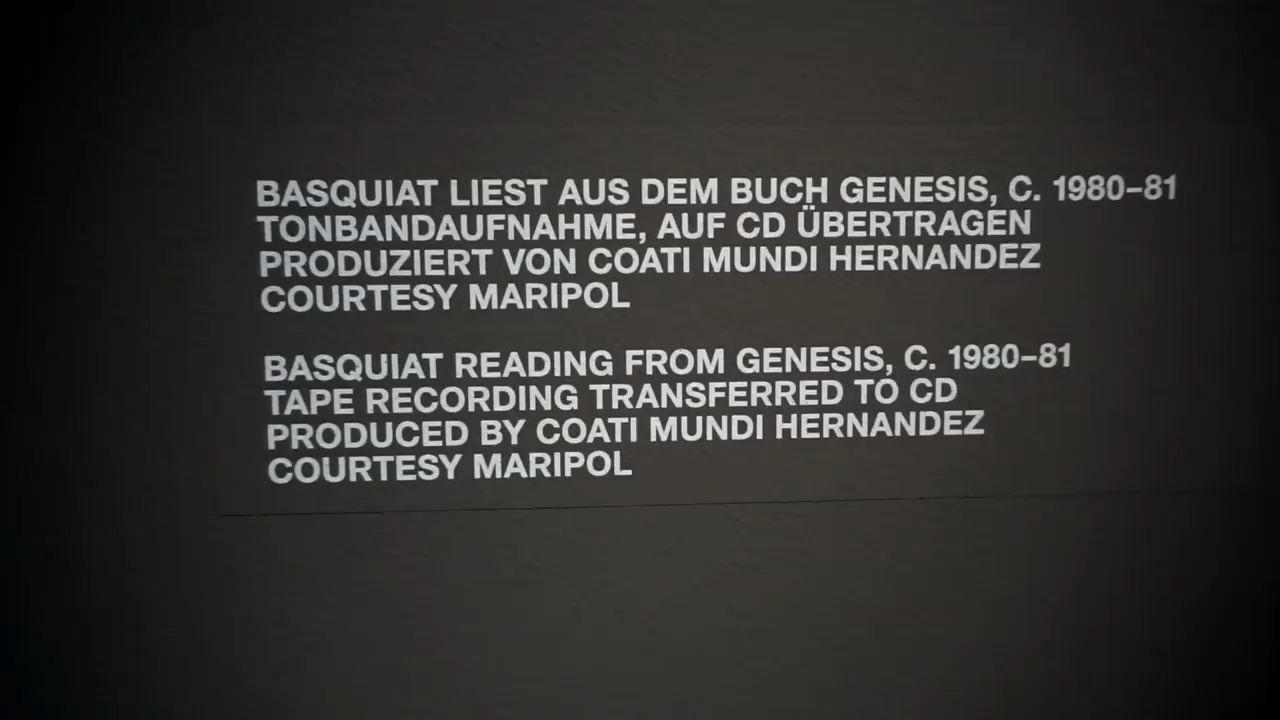 BASQUIAT LIEST AUS DEM BUCH GENESIS, C. 1980–81
TONBANDAUFNAHME, AUF CD ÜBERTRAGEN
PRODUZIERT VON COATI MUNDI HERNANDEZ
COURTESY MARIPOL
BASQUIAT READING FROM GENESIS, C. 1980–81
TAPE RECORDING TRANSFERRED TO CD
PRODUCED BY COATI MUNDI HERNANDEZ
COURTESY MARIPOL